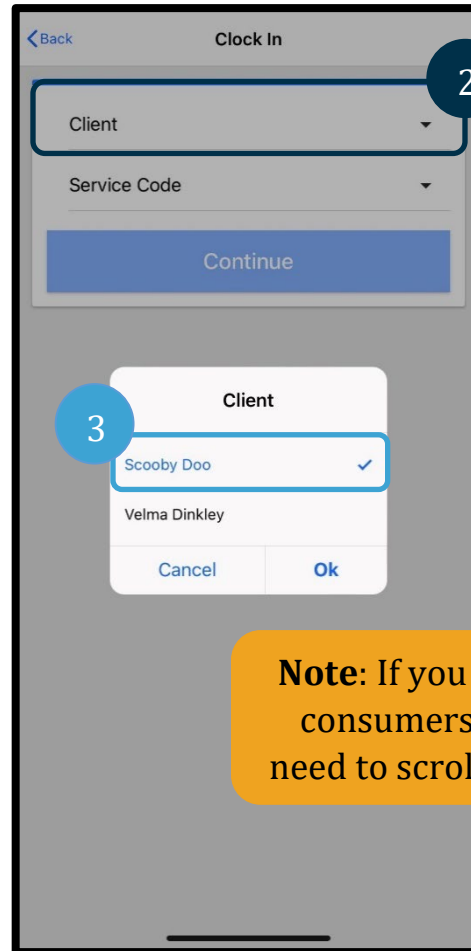 Back Clock In
2
Client
Service Code
Continue
Client
3
Scooby Doo
Velma Dinkley
Cancel Ok
Note: If you
consumers
need to scrol